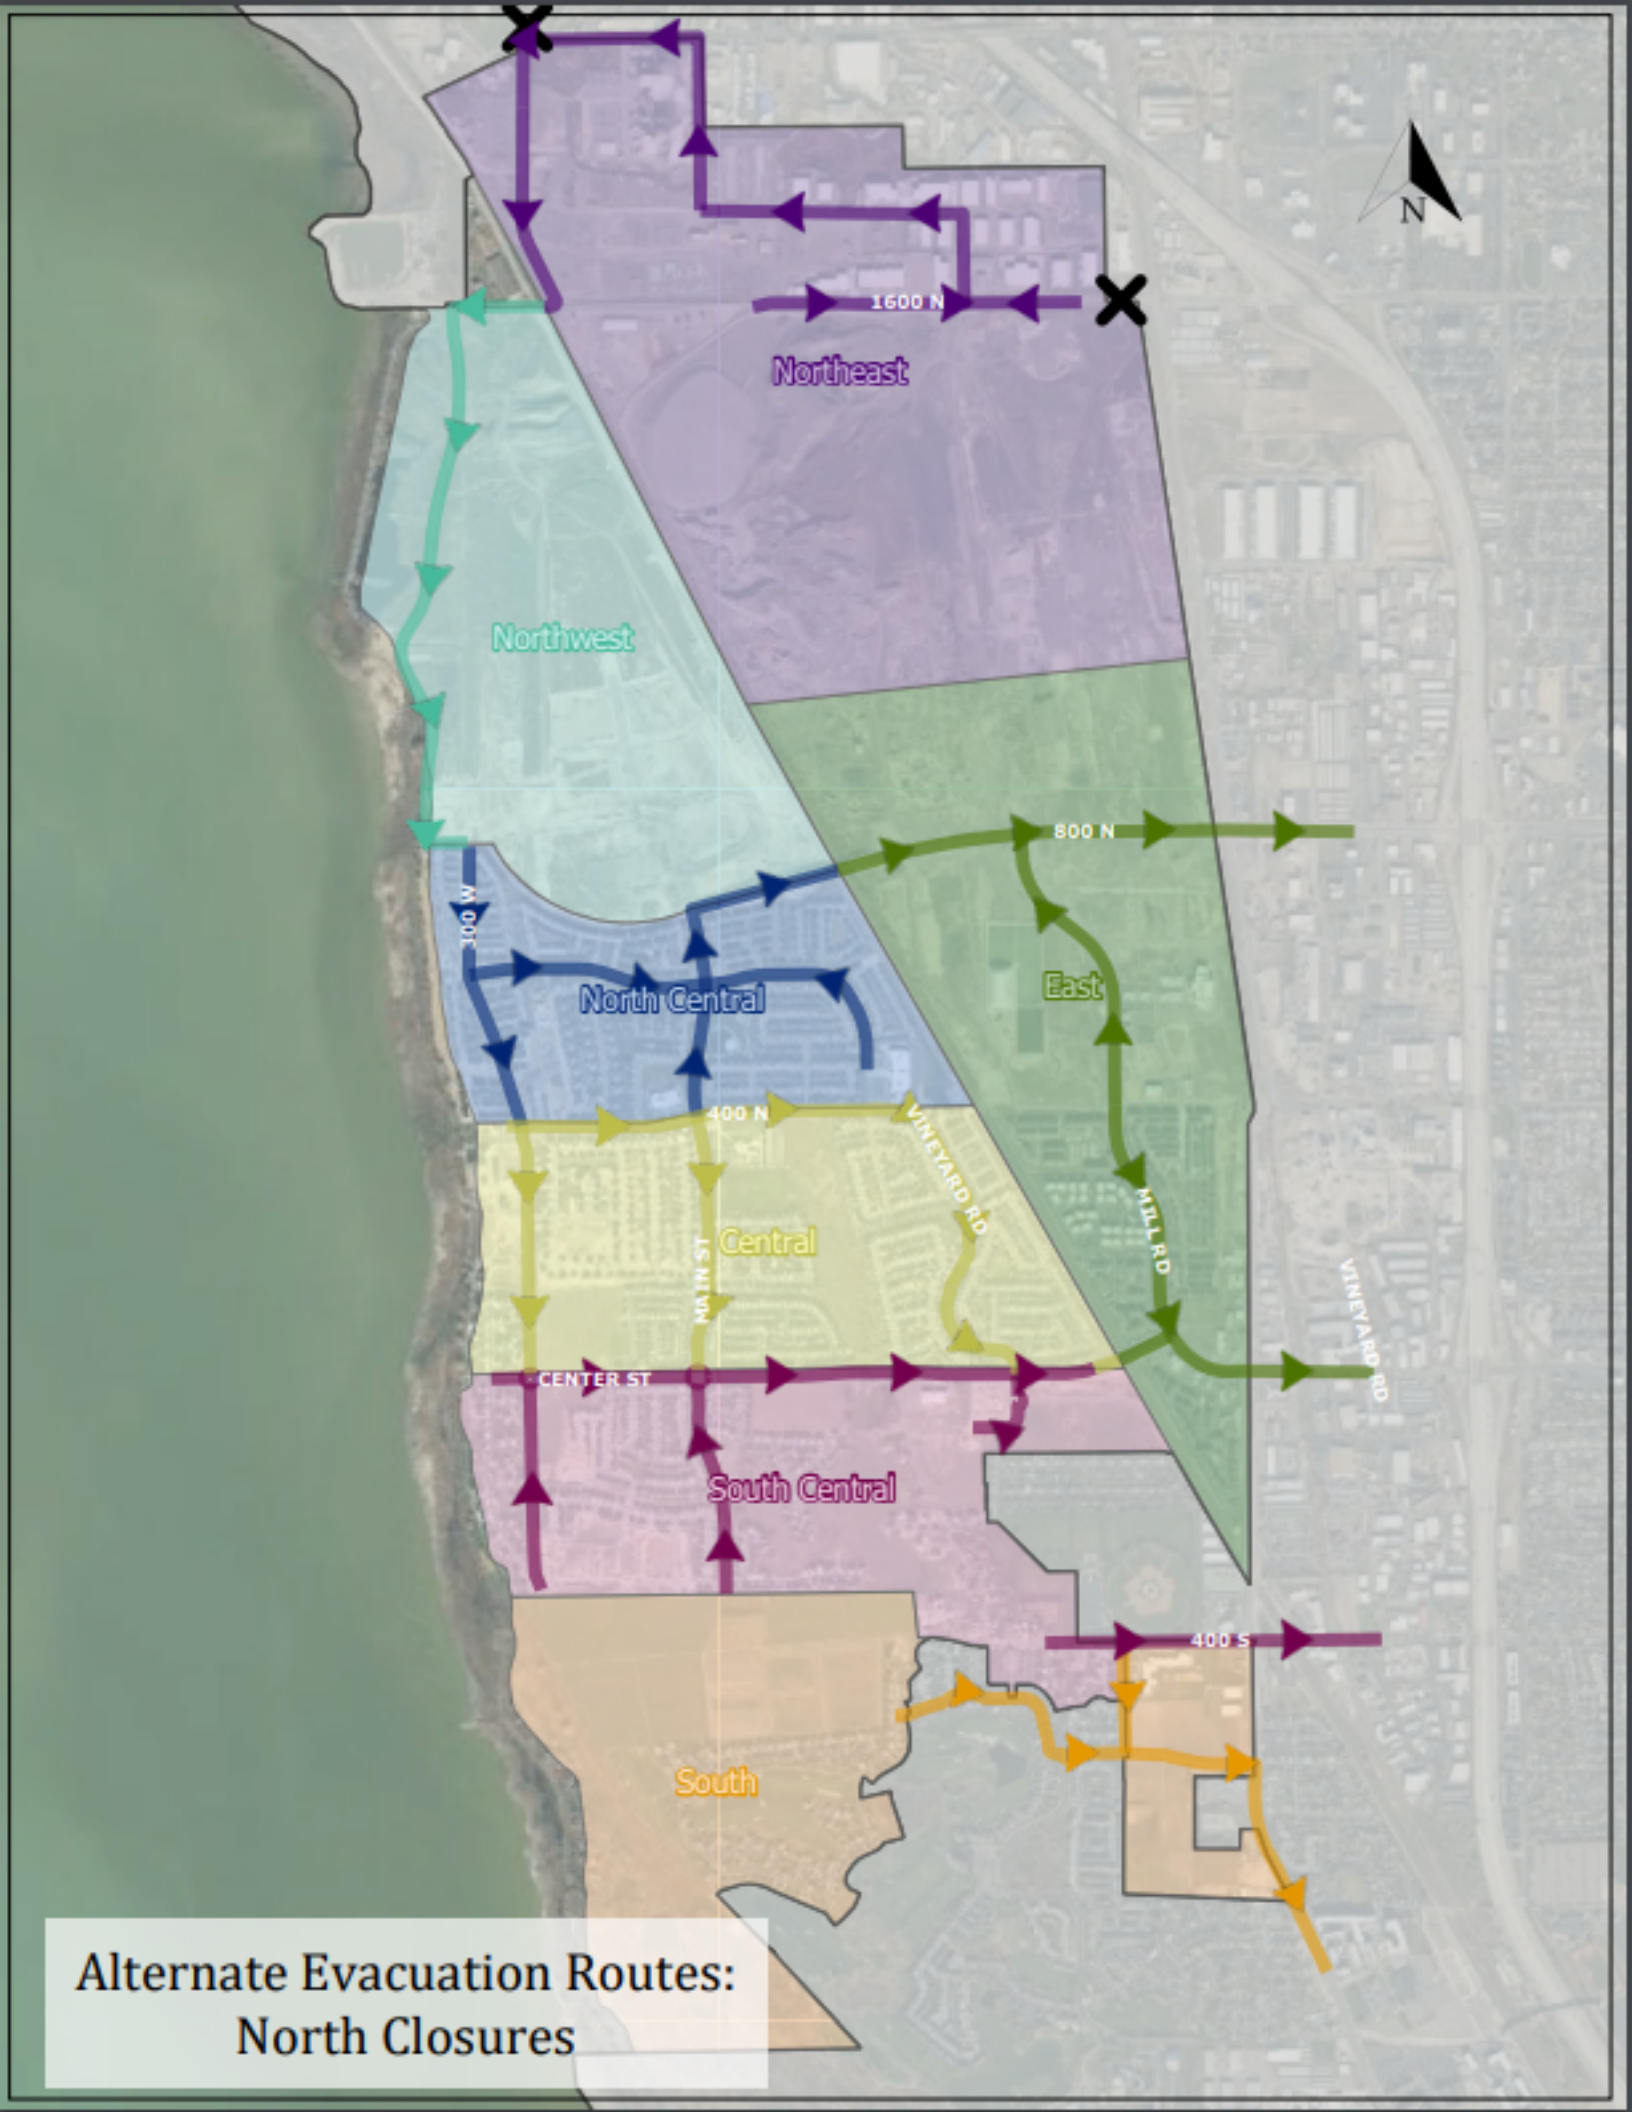 N
1600 N
Northeast
Northwest
800 N
300 W
East
North Central
400 N
VINEYARD RD
MILL RD
Central
MAIN ST
VINEYARD RD
CENTER ST
South Central
400 S
South
Alternate Evacuation Routes:
North Closures